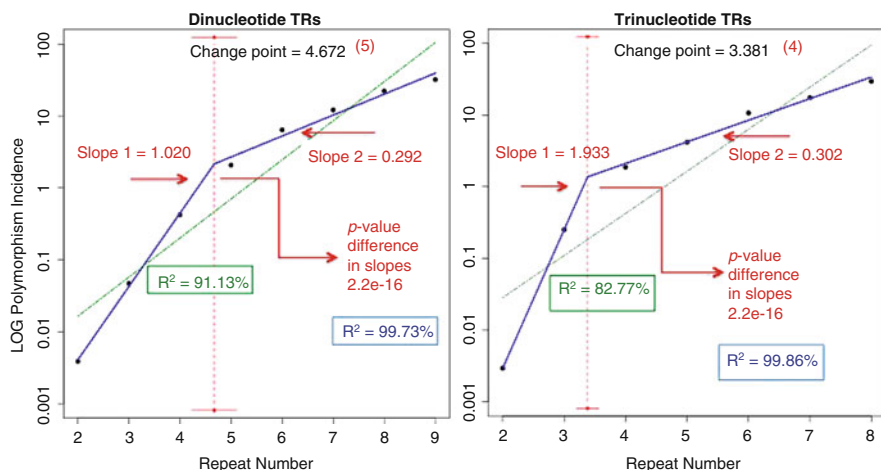 Dinucleotide TRs
Change point = 4.672 (5)
LOG Polymorphism Incidence
100
10
1
0.1
0.01
0.001
Slope 1 = 1.020
Slope 2 = 0.292
p-value
difference
in slopes
2.2e-16
R² = 91.13%
R² = 99.73%
2 3 4 5 6 7 8 9
Repeat Number
Trinucleotide TRs
Change point = 3.381 (4)
100
10
1
0.1
0.01
0.001
Slope 1 = 1.933
Slope 2 = 0.302
p-value
difference
in slopes
2.2e-16
R² = 82.77%
R² = 99.86%
2 3 4 5 6 7 8
Repeat Number